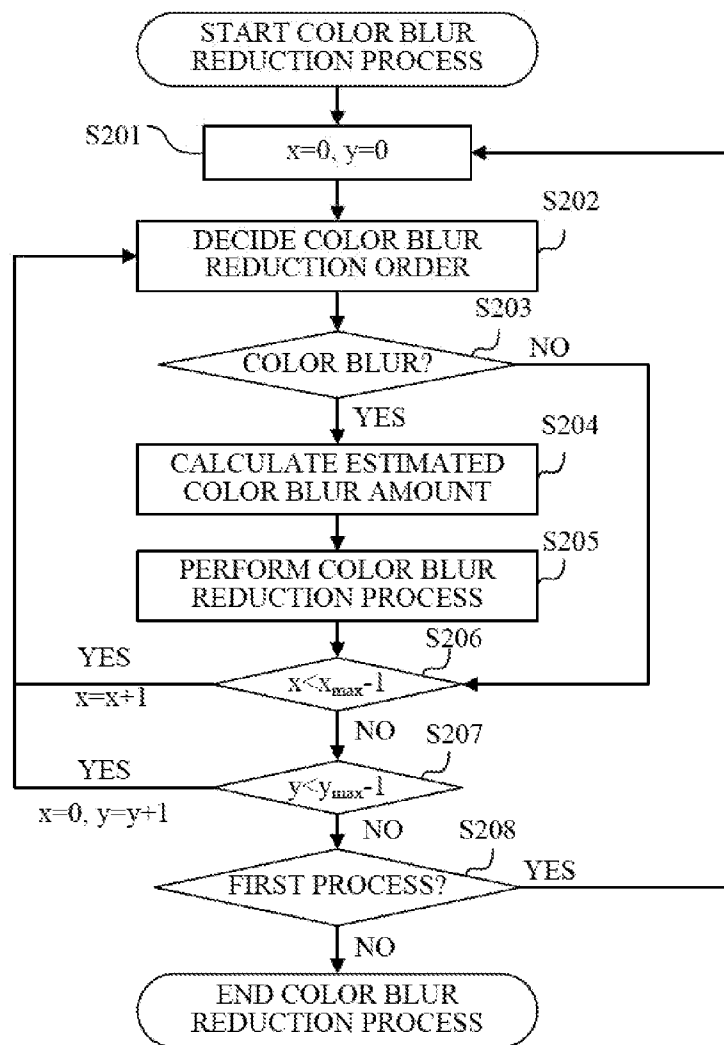 START COLOR BLUR
REDUCTION PROCESS
S201
x=0, y=0
S202
DECIDE COLOR BLUR
REDUCTION ORDER
S203
COLOR BLUR?
NO
YES
S204
CALCULATE ESTIMATED
COLOR BLUR AMOUNT
S205
PERFORM COLOR BLUR
REDUCTION PROCESS
S206
YES
x<xmax-1
x=x+1
NO
S207
YES
y<ymax-1
x=0, y=y+1
NO
S208
FIRST PROCESS?
YES
NO
END COLOR BLUR
REDUCTION PROCESS